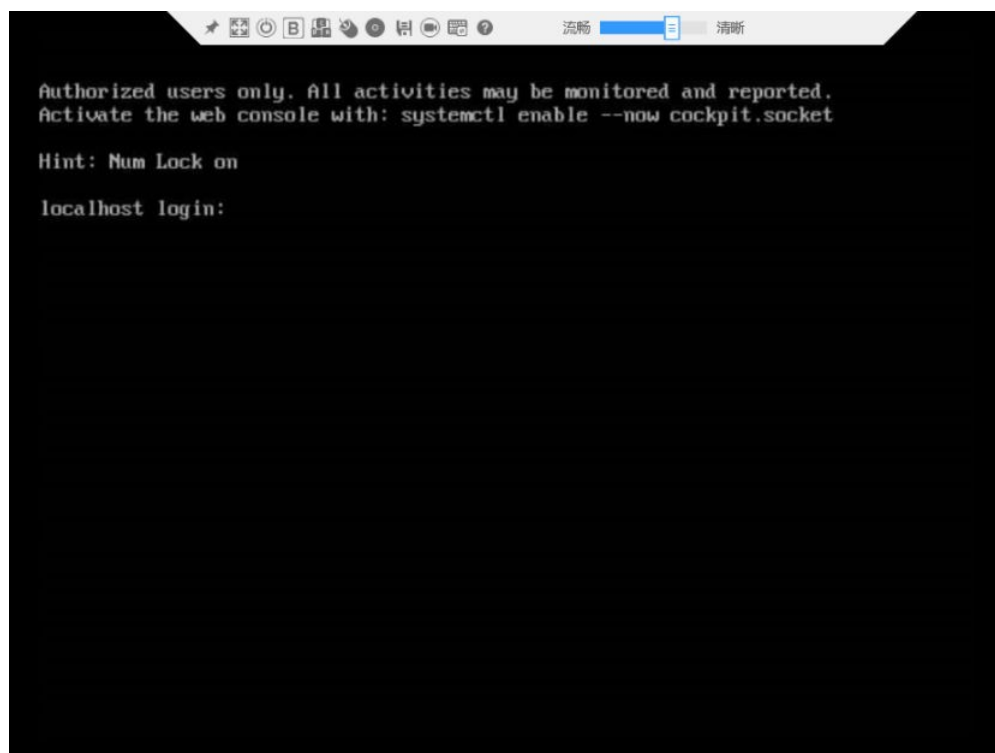 流畅 清晰
Authorized users only. All activities may be monitored and reported.
Activate the web console with: systemctl enable --now cockpit.socket
Hint: Num Lock on
localhost login: